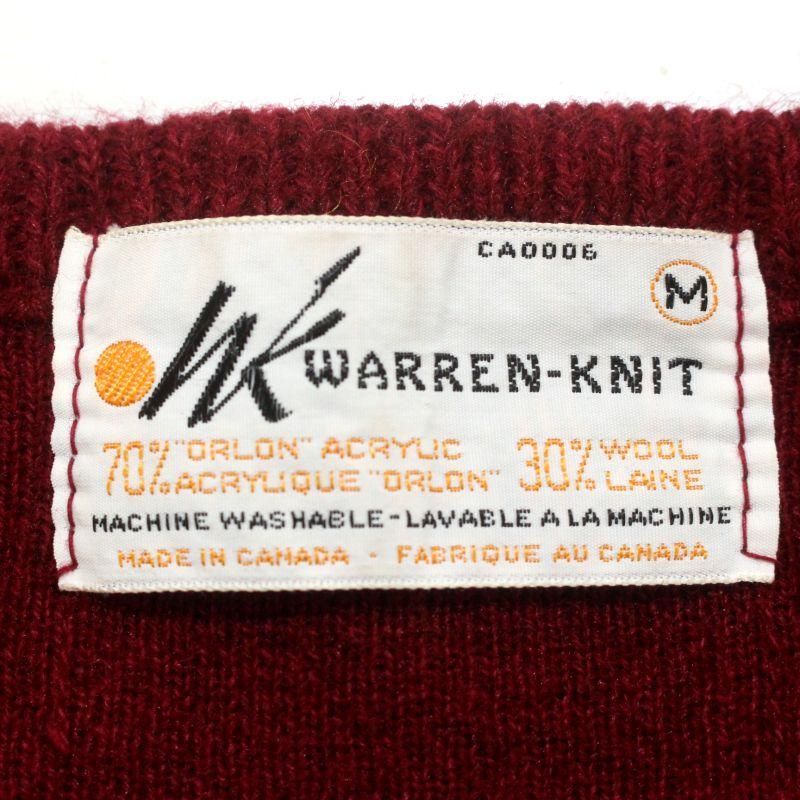 CA0006
M
WK WARREN-KNIT
70% "ORLON" ACRYLIC 30% WOOL
ACRYLIQUE "ORLON" LAINE
MACHINE WASHABLE-LAVABLE A LA MACHINE
MADE IN CANADA · FABRIQUE AU CANADA